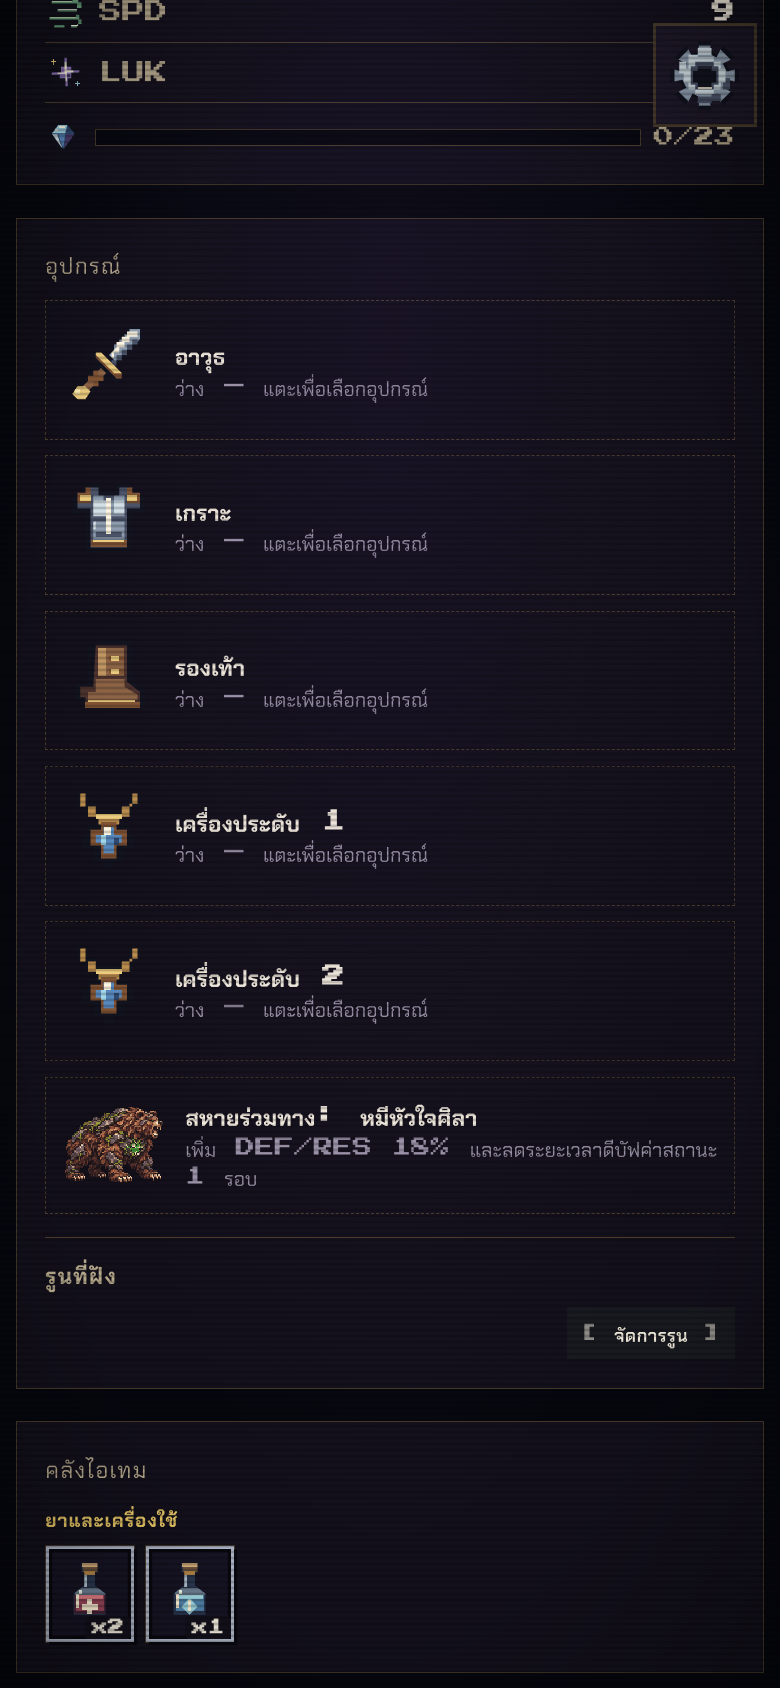 SPD 9
LUK
0/23
อุปกรณ์
อาวุธ
ว่าง — แตะเพื่อเลือกอุปกรณ์
เกราะ
ว่าง — แตะเพื่อเลือกอุปกรณ์
รองเท้า
ว่าง — แตะเพื่อเลือกอุปกรณ์
เครื่องประดับ 1
ว่าง — แตะเพื่อเลือกอุปกรณ์
เครื่องประดับ 2
ว่าง — แตะเพื่อเลือกอุปกรณ์
สหายร่วมทาง: หมีหัวใจศิลา
เพิ่ม DEF/RES 18% และลดระยะเวลาดีบัฟค่าสถานะ
1 รอบ
รูนที่ฝัง
[ จัดการรูน ]
คลังไอเทม
ยาและเครื่องใช้
x2 x1